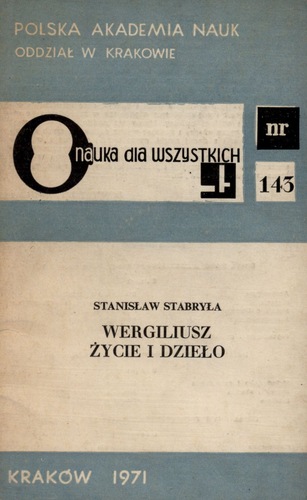 POLSKA AKADEMIA NAUK
ODDZIAŁ W KRAKOWIE
nauka dla wszystkich
nr
143
STANISŁAW STABRYŁA
WERGILIUSZ
ŻYCIE I DZIEŁO
KRAKÓW 1971